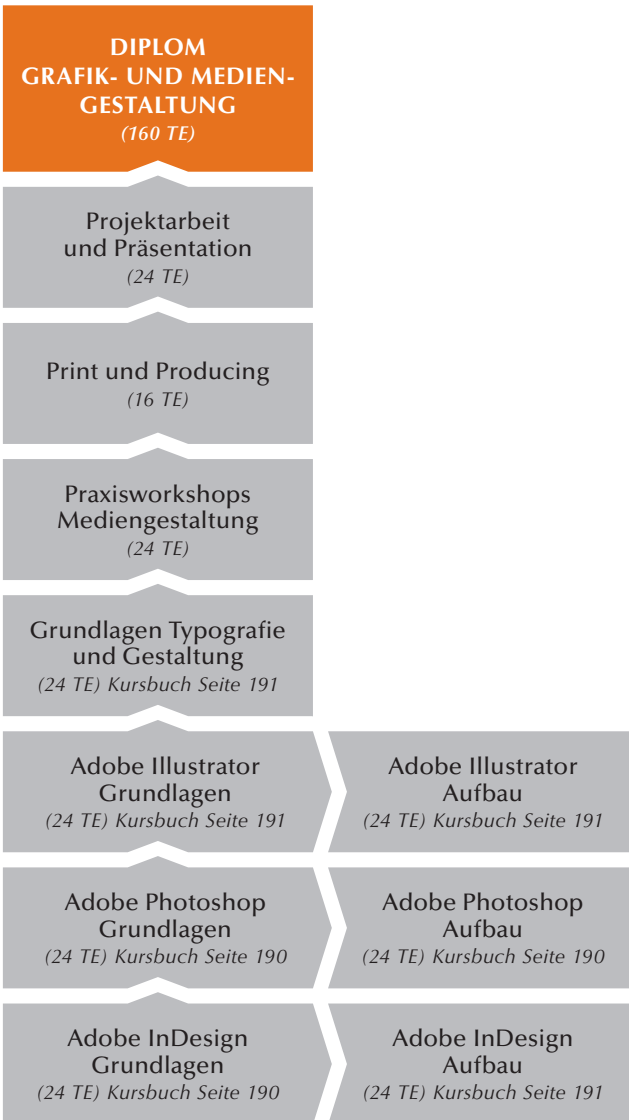 DIPLOM
GRAFIK- UND MEDIEN-
GESTALTUNG
(160 TE)
Projektarbeit
und Präsentation
(24 TE)
Print und Producing
(16 TE)
Praxisworkshops
Mediengestaltung
(24 TE)
Grundlagen Typografie
und Gestaltung
(24 TE) Kursbuch Seite 191
Adobe Illustrator
Grundlagen
(24 TE) Kursbuch Seite 191
Adobe Illustrator
Aufbau
(24 TE) Kursbuch Seite 191
Adobe Photoshop
Grundlagen
(24 TE) Kursbuch Seite 190
Adobe Photoshop
Aufbau
(24 TE) Kursbuch Seite 190
Adobe InDesign
Grundlagen
(24 TE) Kursbuch Seite 190
Adobe InDesign
Aufbau
(24 TE) Kursbuch Seite 191